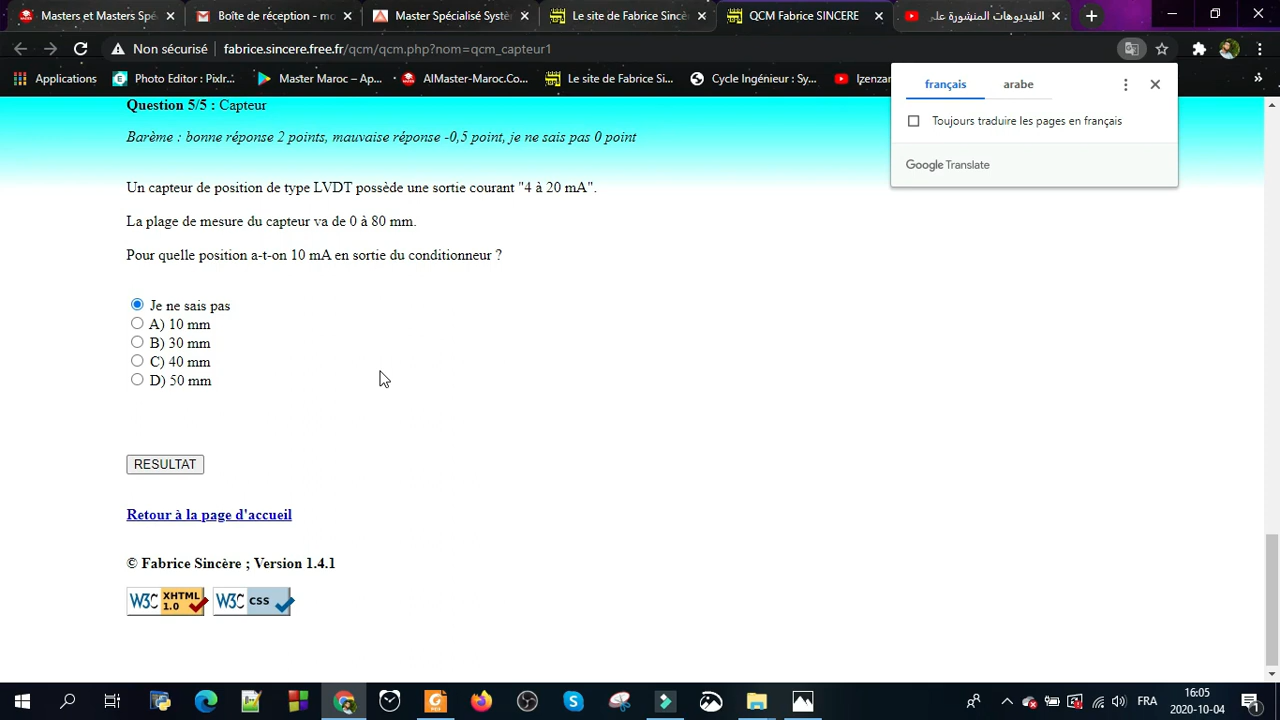 Masters et Masters Spé
Boîte de réception - mo
Master Spécialisé Systè
Le site de Fabrice Sincè
QCM Fabrice SINCERE
الفيديوهات المنشورة على
Non sécurisé
fabrice.sincere.free.fr/qcm/qcm.php?nom=qcm_capteur1
Applications
Photo Editor: Pixlr...
Master Maroc – Ap...
AlMaster-Maroc.Co...
Le site de Fabrice Si...
Cycle Ingénieur : Sy...
Izenzar
»
français
arabe
Toujours traduire les pages en français
Google Translate
Question 5/5 : Capteur
Barème : bonne réponse 2 points, mauvaise réponse -0,5 point, je ne sais pas 0 point
Un capteur de position de type LVDT possède une sortie courant "4 à 20 mA".
La plage de mesure du capteur va de 0 à 80 mm.
Pour quelle position a-t-on 10 mA en sortie du conditionneur ?
Je ne sais pas
A) 10 mm
B) 30 mm
C) 40 mm
D) 50 mm
RESULTAT
Retour à la page d'accueil
© Fabrice Sincère ; Version 1.4.1
W3C XHTML 1.0
W3C css
FRA
16:05
2020-10-04
1